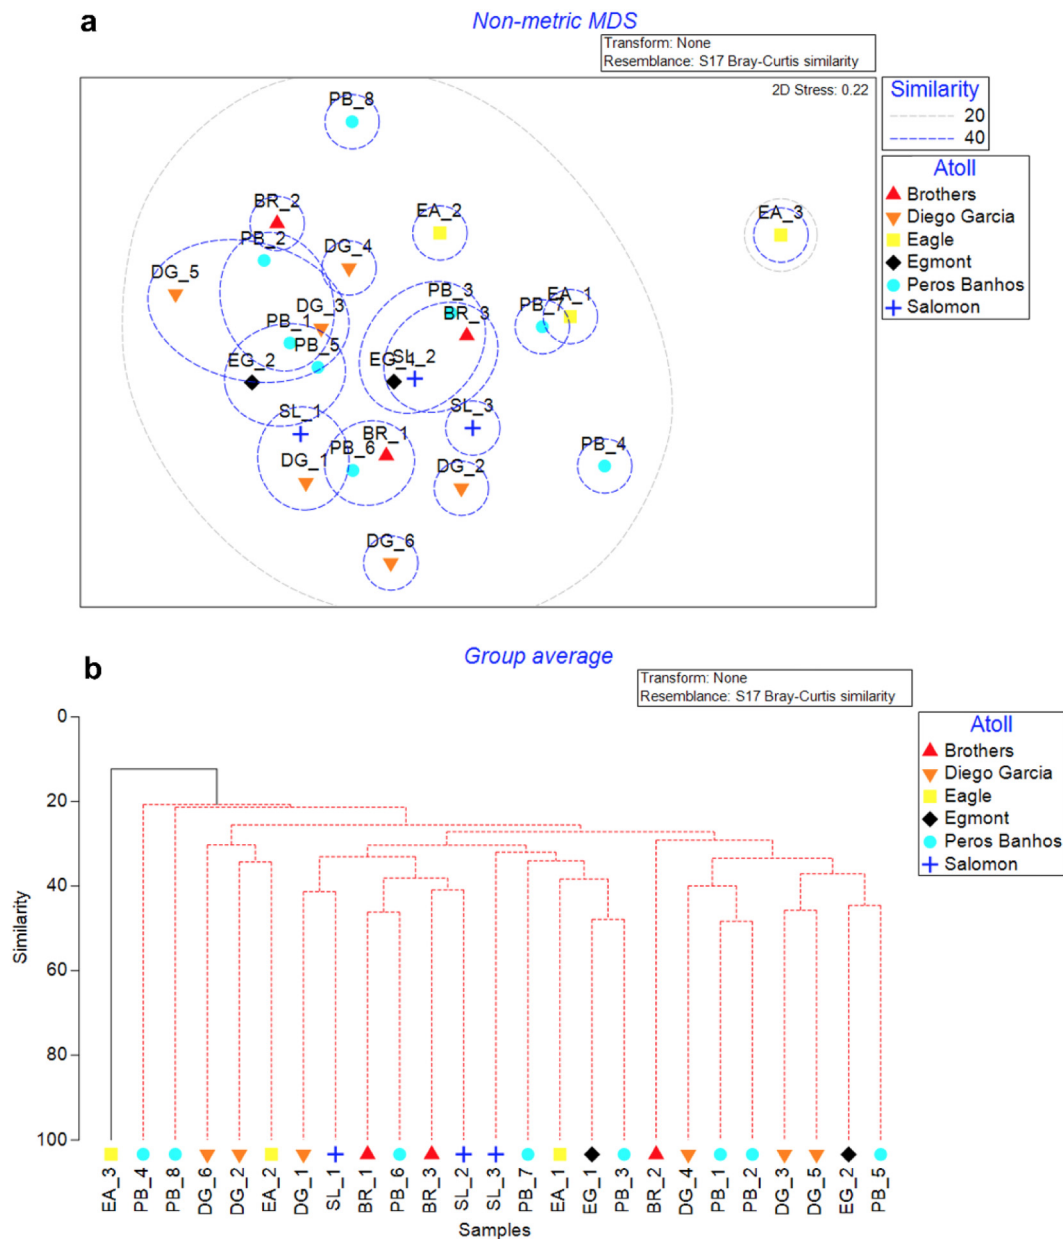 a
Non-metric MDS
Transform: None
Resemblance: S17 Bray-Curtis similarity
2D Stress: 0.22
Similarity
20
40
Atoll
Brothers
Diego Garcia
Eagle
Egmont
Peros Banhos
Salomon
PB_8
BR_2
EA_2
EA_3
PB_2
DG_4
DG_5
PB_3
PB_7
EA_1
DG_3
BR_3
PB_1
PB_5
EG_2
EG_1
SL_2
SL_1
SL_3
BR_1
PB_6
PB_4
DG_1
DG_2
DG_6
b
Group average
Transform: None
Resemblance: S17 Bray-Curtis similarity
Atoll
Brothers
Diego Garcia
Eagle
Egmont
Peros Banhos
Salomon
0
20
40
60
80
100
Similarity
EA_3
PB_4
PB_8
DG_6
DG_2
EA_2
DG_1
SL_1
BR_1
PB_6
BR_3
SL_2
SL_3
PB_7
EA_1
EG_1
PB_3
BR_2
DG_4
PB_1
PB_2
DG_3
DG_5
EG_2
PB_5
Samples